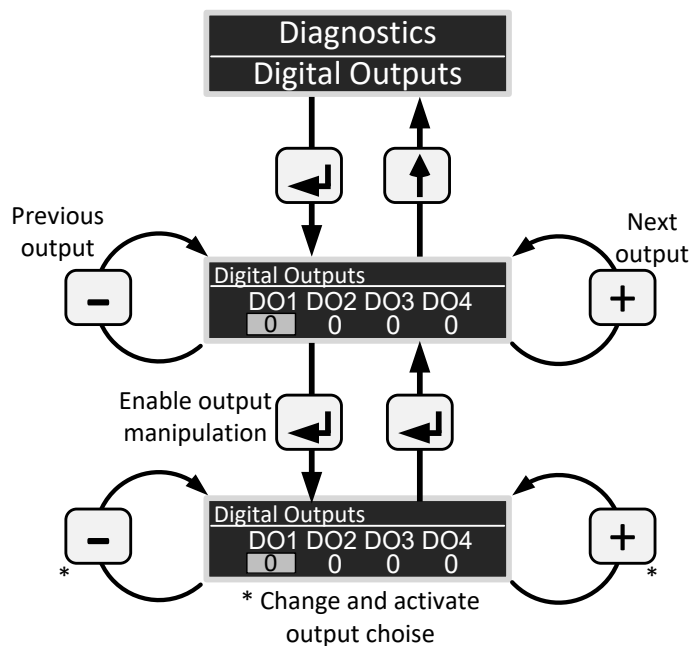 Diagnostics
Digital Outputs
Previous
output
Next
output
-
+
Digital Outputs
DO1 DO2 DO3 DO4
0 0 0 0
Enable output
manipulation
-
+
*
*
Digital Outputs
DO1 DO2 DO3 DO4
0 0 0 0
* Change and activate
output choise